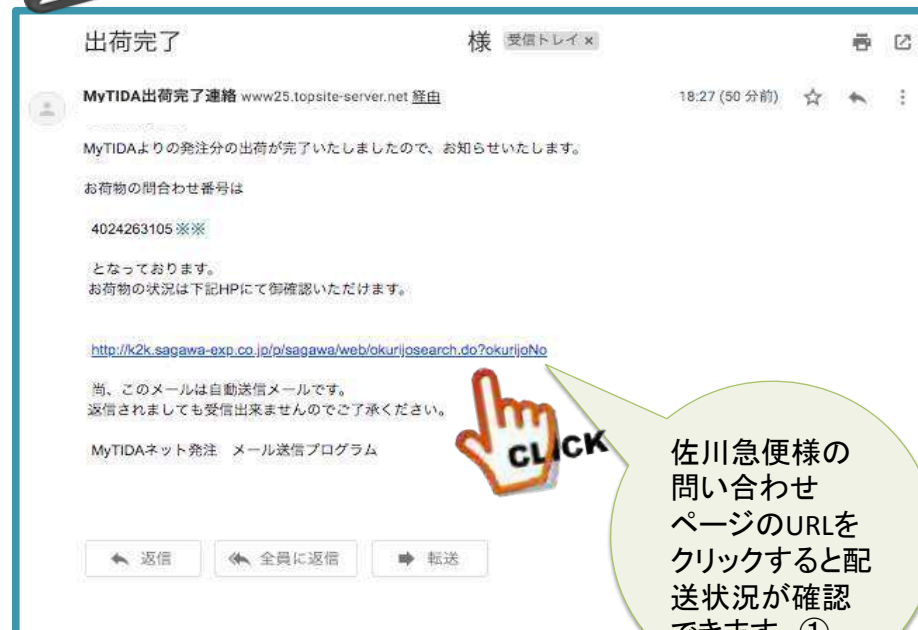 出荷完了 様 受信トレイ ×
MyTIDA出荷完了連絡 www25.topsite-server.net 経由 18:27 (50 分前)
MyTIDAよりの発注分の出荷が完了いたしましたので、お知らせいたします。
お荷物の問合わせ番号は
4024263105※※
となっております。
お荷物の状況は下記HPにて御確認いただけます。
http://k2k.sagawa-exp.co.jp/p/sagawa/web/okurijosearch.do?okurijoNo
尚、このメールは自動送信メールです。
返信されましても受信出来ませんのでご了承ください。
MyTIDAネット発注　メール送信プログラム
CLICK
佐川急便様の
問い合わせ
ページのURLを
クリックすると配
送状況が確認
できます。①
返信 全員に返信 転送